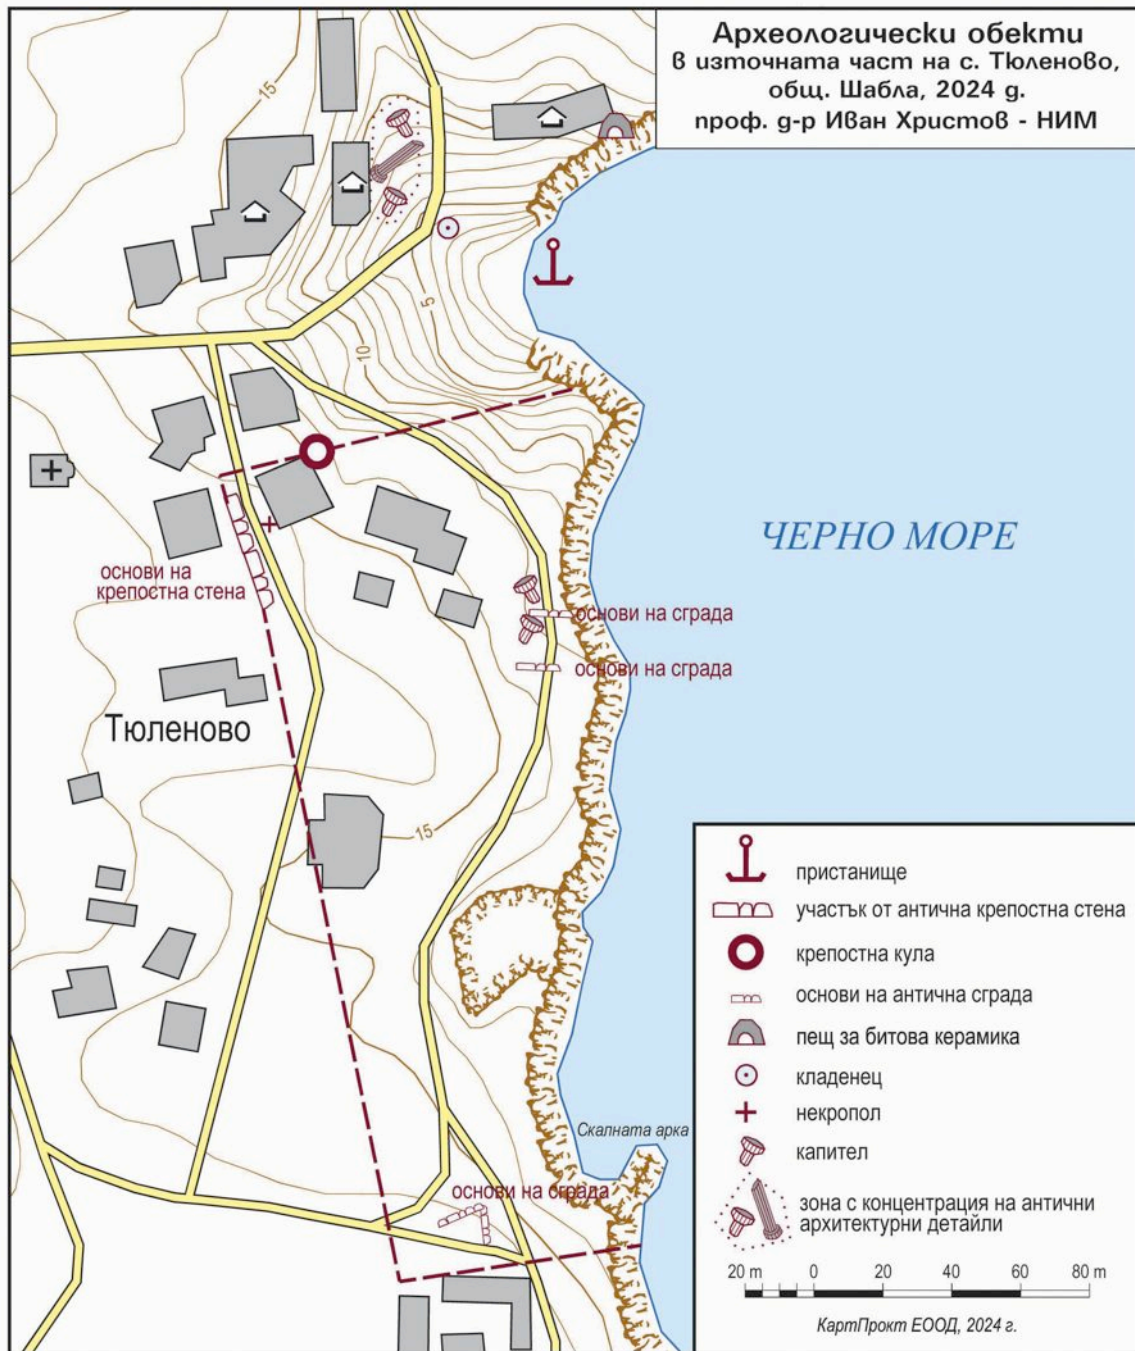 Археологически обекти
в източната част на с. Тюленово,
общ. Шабла, 2024 г.
проф. д-р Иван Христов - НИМ
15
5
10
ЧЕРНО МОРЕ
основи на
крепостна стена
основи на сграда
основи на сграда
Тюленово
15
Скалната арка
основи на сграда
пристанище
участък от антична крепостна стена
крепостна кула
основи на антична сграда
пещ за битова керамика
кладенец
некропол
капител
зона с концентрация на антични
архитектурни детайли
20 m 0 20 40 60 80 m
КартПрокт ЕООД, 2024 г.